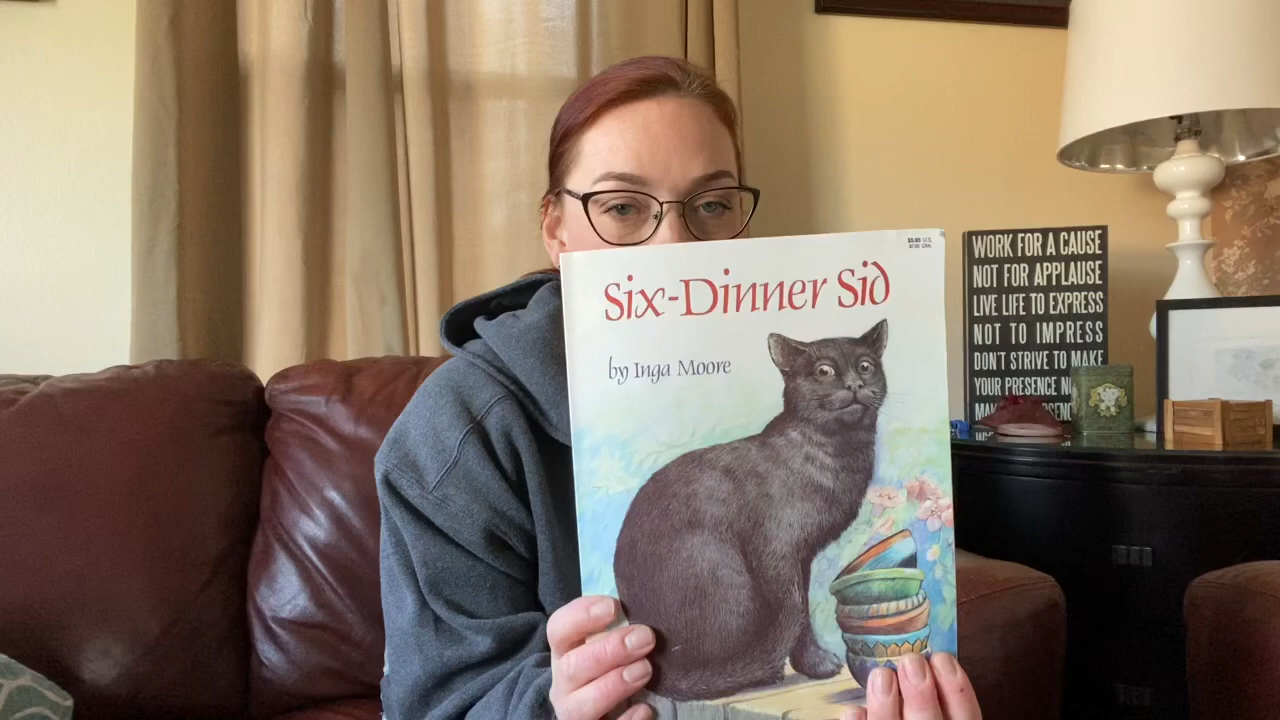 $5.95 U.S.
Six-Dinner Sid
by Inga Moore
WORK FOR A CAUSE
NOT FOR APPLAUSE
LIVE LIFE TO EXPRESS
NOT TO IMPRESS
DON'T STRIVE TO MAKE
YOUR PRESENCE